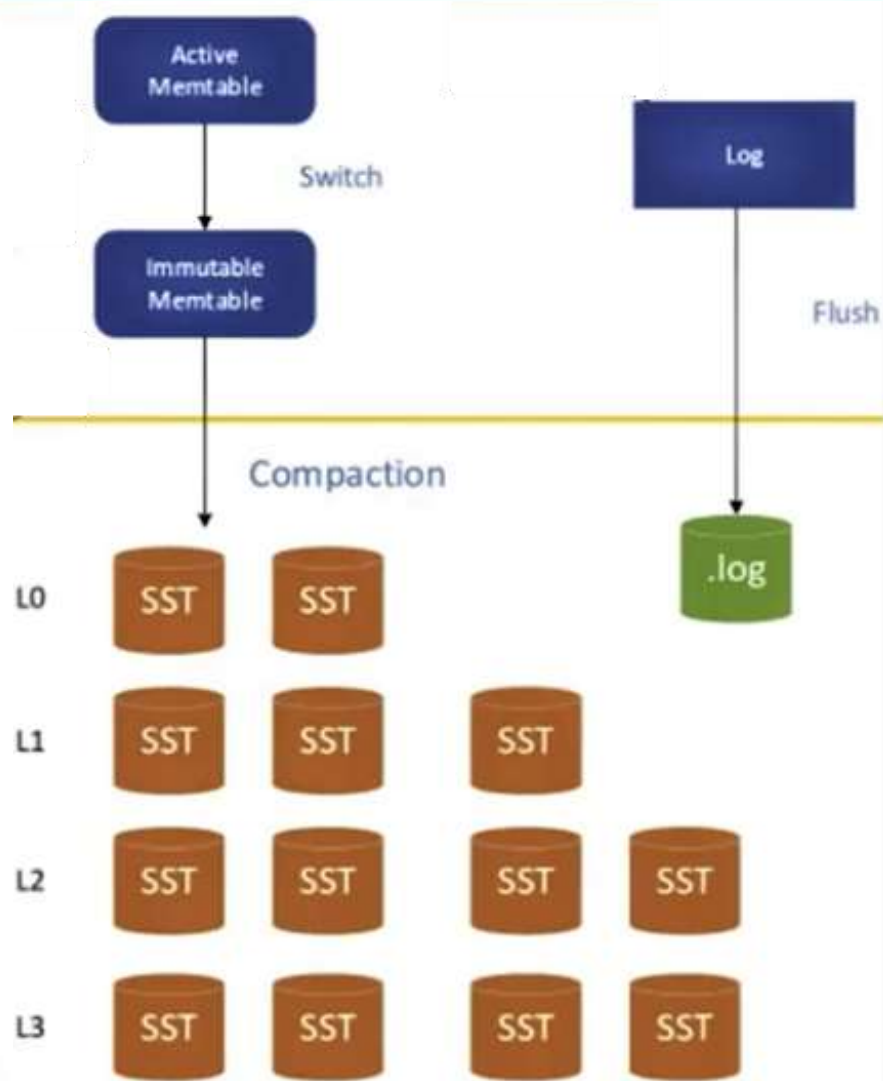 Active
Memtable
Log
Switch
Immutable
Memtable
Flush
Compaction
.log
L0 SST SST
L1 SST SST SST
L2 SST SST SST SST
L3 SST SST SST SST